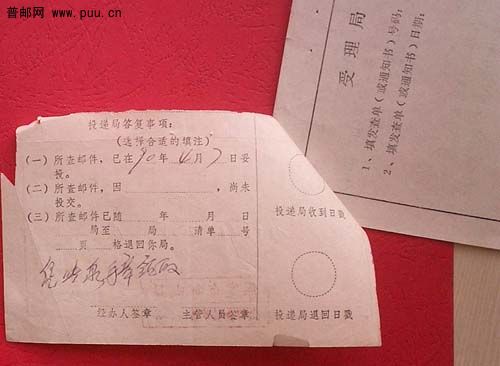 普邮网 www.puu.cn
投递局答复事项：
(选择合适的填注)
(一) 所查邮件，已在90年4月7日妥
投。
(二) 所查邮件，因 ，尚未
投交。
(三) 所查邮件已随 年 月 日
局至 局 清单 号
页 格退回你局。
经办人签章 主管人员签章
投递局收到日戳
投递局退回日戳
受理局
1、填发查单(或通知书)号码：
2、填发查单(或通知书)日期：